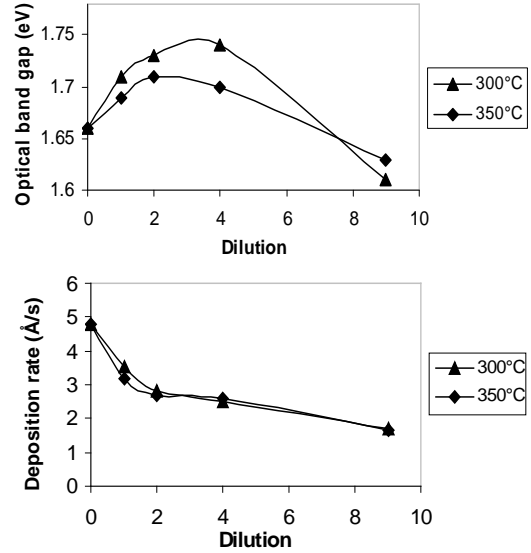 Optical band gap (eV)
1.75
1.7
1.65
1.6
0 2 4 6 8 10
Dilution
300°C
350°C
Deposition rate (Å/s)
6
5
4
3
2
1
0
0 2 4 6 8 10
Dilution
300°C
350°C